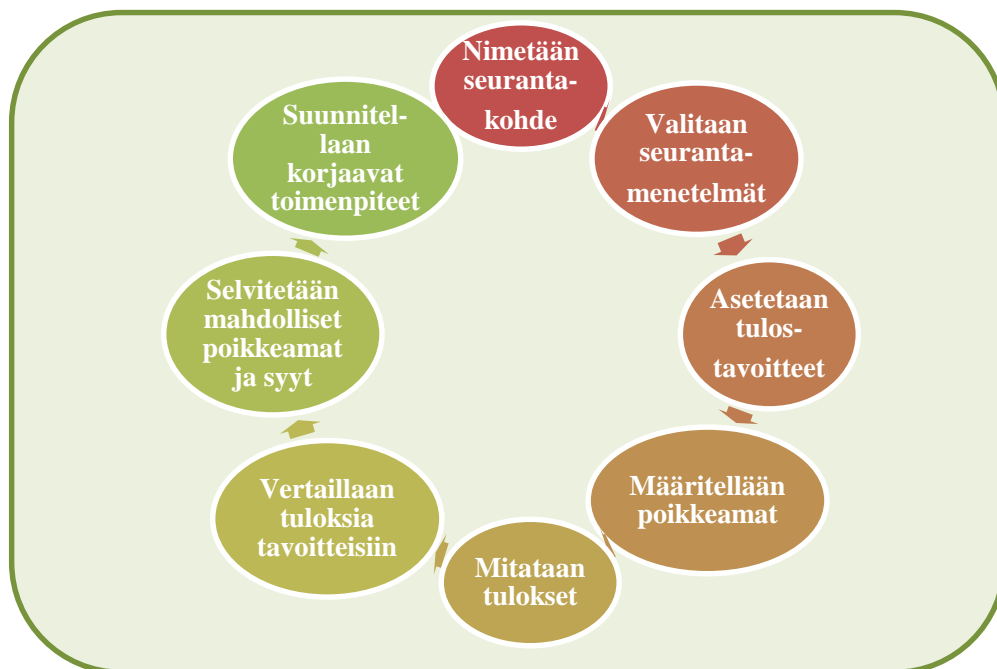 Nimetään
seuranta-
kohde
Valitaan
seuranta-
menetelmät
Asetetaan
tulos-
tavoitteet
Määritellään
poikkeamat
Mitataan
tulokset
Vertaillaan
tuloksia
tavoitteisiin
Selvitetään
mahdolliset
poikkeamat
ja syyt
Suunnitel-
laan
korjaavat
toimenpiteet